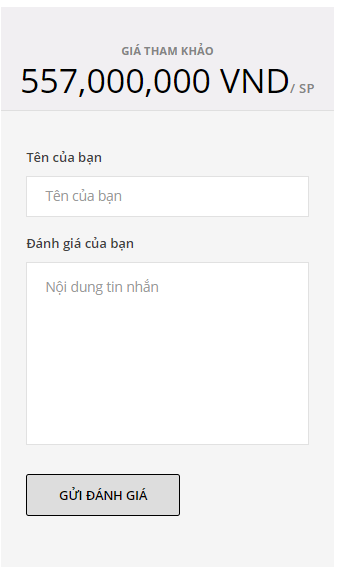 GIÁ THAM KHẢO
557,000,000 VND/ SP
Tên của bạn
Tên của bạn
Đánh giá của bạn
Nội dung tin nhắn
GỬI ĐÁNH GIÁ